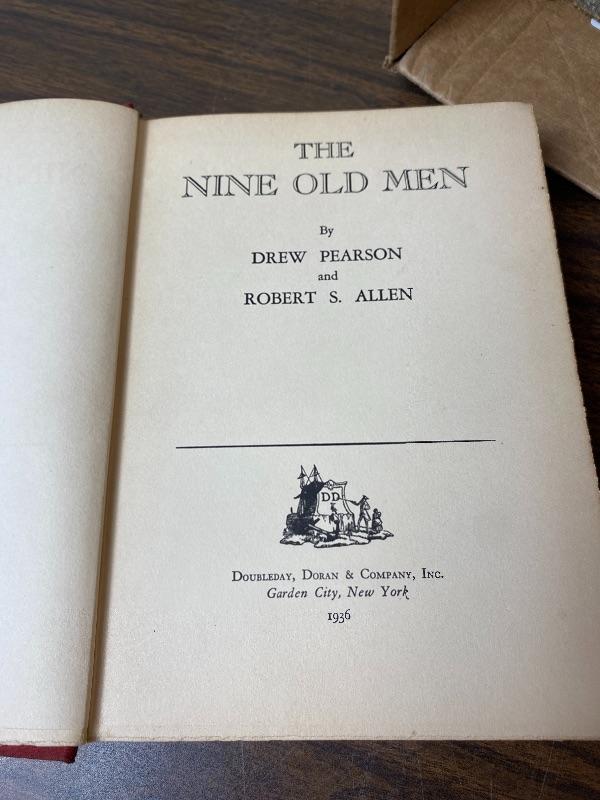 THE
NINE OLD MEN
By
DREW PEARSON
and
ROBERT S. ALLEN
DD
DOUBLEDAY, DORAN & COMPANY, INC.
Garden City, New York
1936